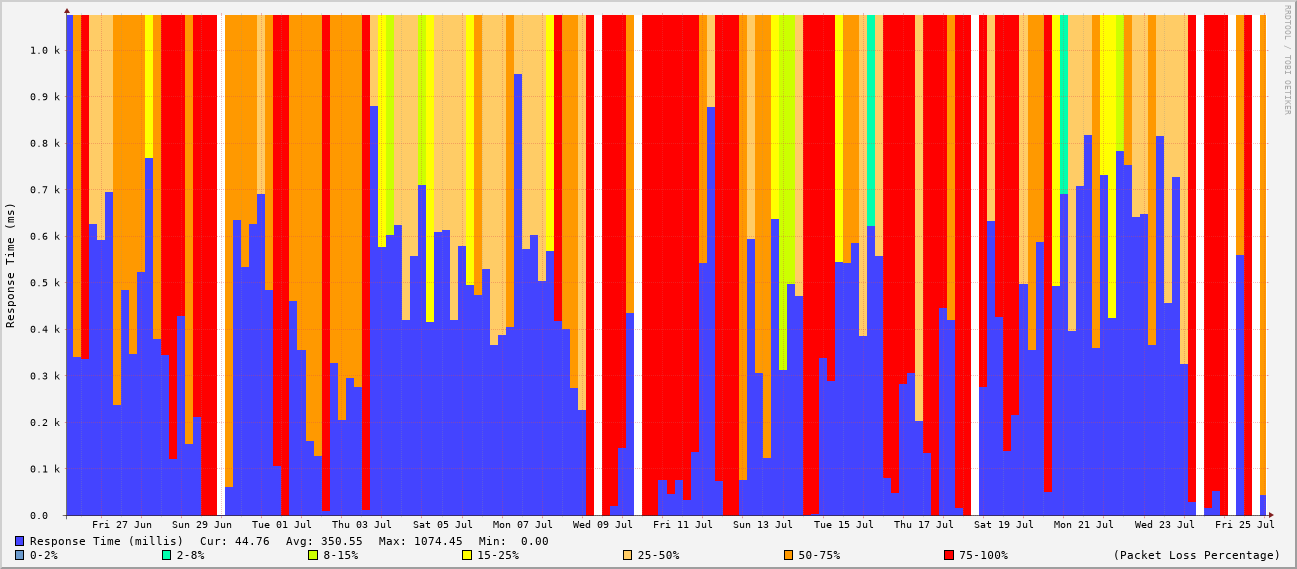 RRDTOOL / TOBI OETIKER
Response Time (ms)
1.0 k
0.9 k
0.8 k
0.7 k
0.6 k
0.5 k
0.4 k
0.3 k
0.2 k
0.1 k
0.0
Fri 27 Jun Sun 29 Jun Tue 01 Jul Thu 03 Jul Sat 05 Jul Mon 07 Jul Wed 09 Jul Fri 11 Jul Sun 13 Jul Tue 15 Jul Thu 17 Jul Sat 19 Jul Mon 21 Jul Wed 23 Jul Fri 25 Jul
Response Time (millis) Cur: 44.76 Avg: 350.55 Max: 1074.45 Min: 0.00
0-2% 2-8% 8-15% 15-25% 25-50% 50-75% 75-100% (Packet Loss Percentage)